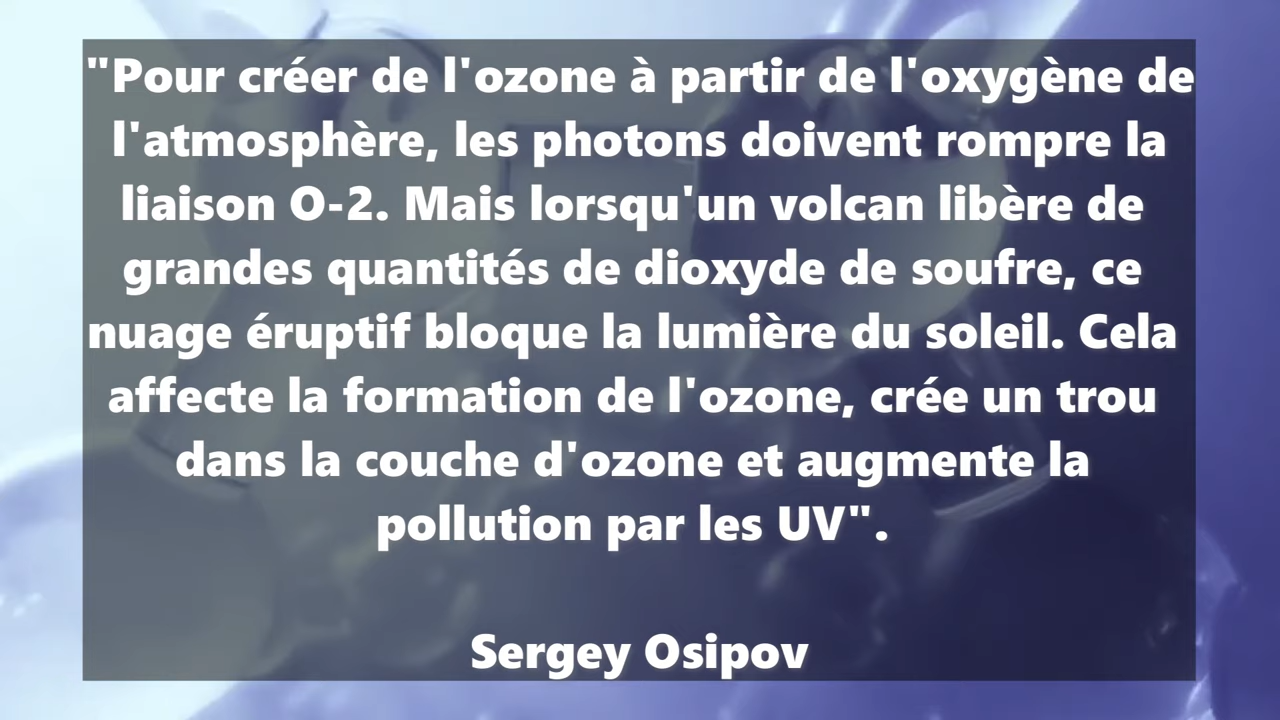 "Pour créer de l'ozone à partir de l'oxygène de
l'atmosphère, les photons doivent rompre la
liaison O-2. Mais lorsqu'un volcan libère de
grandes quantités de dioxyde de soufre, ce
nuage éruptif bloque la lumière du soleil. Cela
affecte la formation de l'ozone, crée un trou
dans la couche d'ozone et augmente la
pollution par les UV".
Sergey Osipov